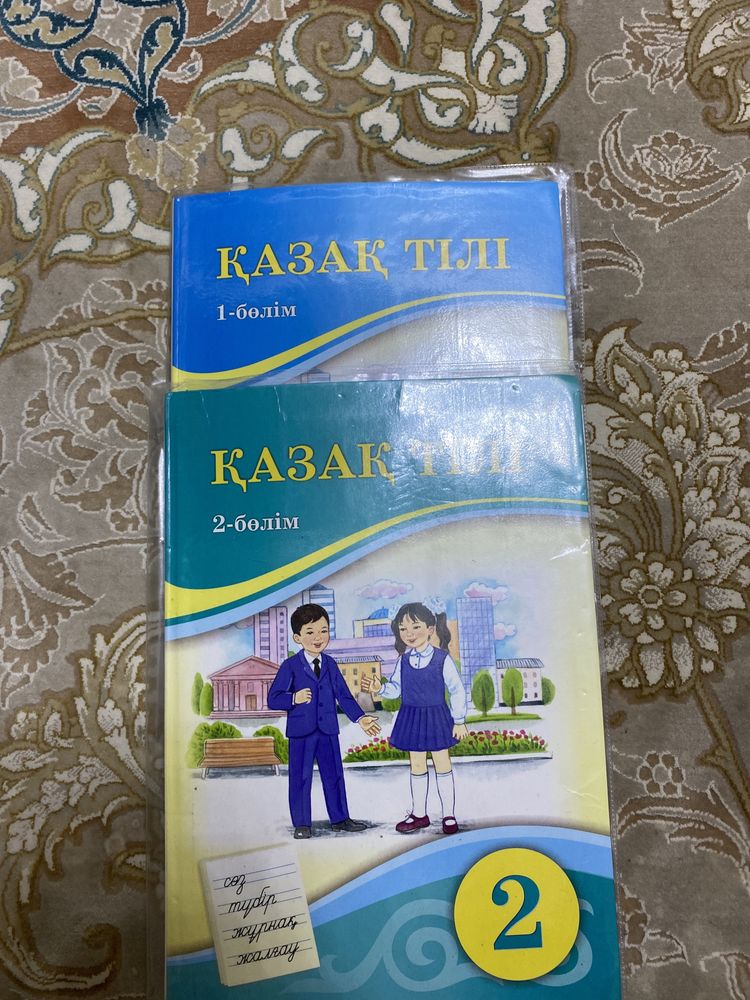 ҚАЗАҚ ТІЛІ
1-бөлім
ҚАЗАҚ ТІЛІ
2-бөлім
сөз
түбір
жұрнақ
жалғау
2